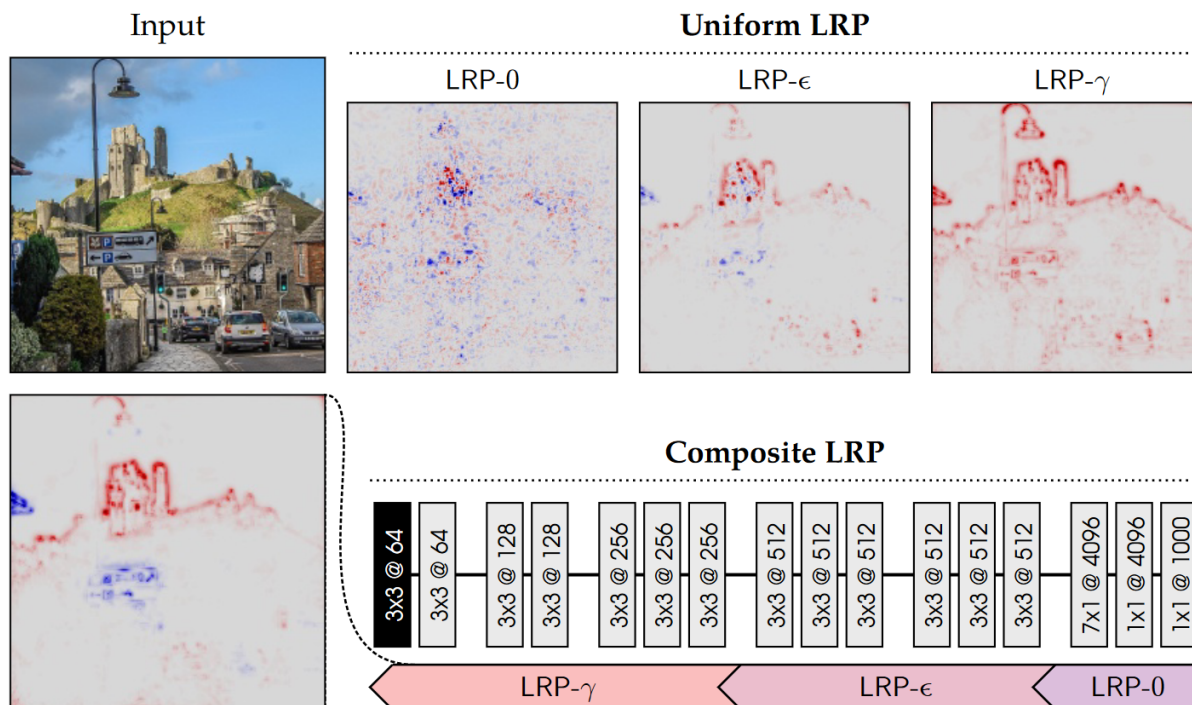 Input
Uniform LRP
LRP-0
LRP-ϵ
LRP-γ
P
P
Composite LRP
3x3 @ 64
3x3 @ 64
3x3 @ 128
3x3 @ 128
3x3 @ 256
3x3 @ 256
3x3 @ 256
3x3 @ 512
3x3 @ 512
3x3 @ 512
3x3 @ 512
3x3 @ 512
3x3 @ 512
7x1 @ 4096
1x1 @ 4096
1x1 @ 1000
LRP-γ
LRP-ϵ
LRP-0